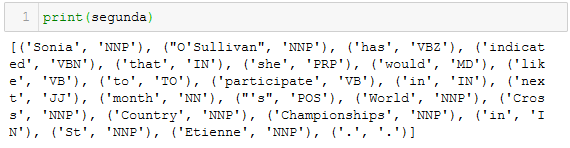 1 print(segunda)
[('Sonia', 'NNP'), ("O'Sullivan", 'NNP'), ('has', 'VBZ'), ('indicat
ed', 'VBN'), ('that', 'IN'), ('she', 'PRP'), ('would', 'MD'), ('lik
e', 'VB'), ('to', 'TO'), ('participate', 'VB'), ('in', 'IN'), ('nex
t', 'JJ'), ('month', 'NN'), ("'s", 'POS'), ('World', 'NNP'), ('Cros
s', 'NNP'), ('Country', 'NNP'), ('Championships', 'NNP'), ('in', 'I
N'), ('St', 'NNP'), ('Etienne', 'NNP'), ('.', '.')]